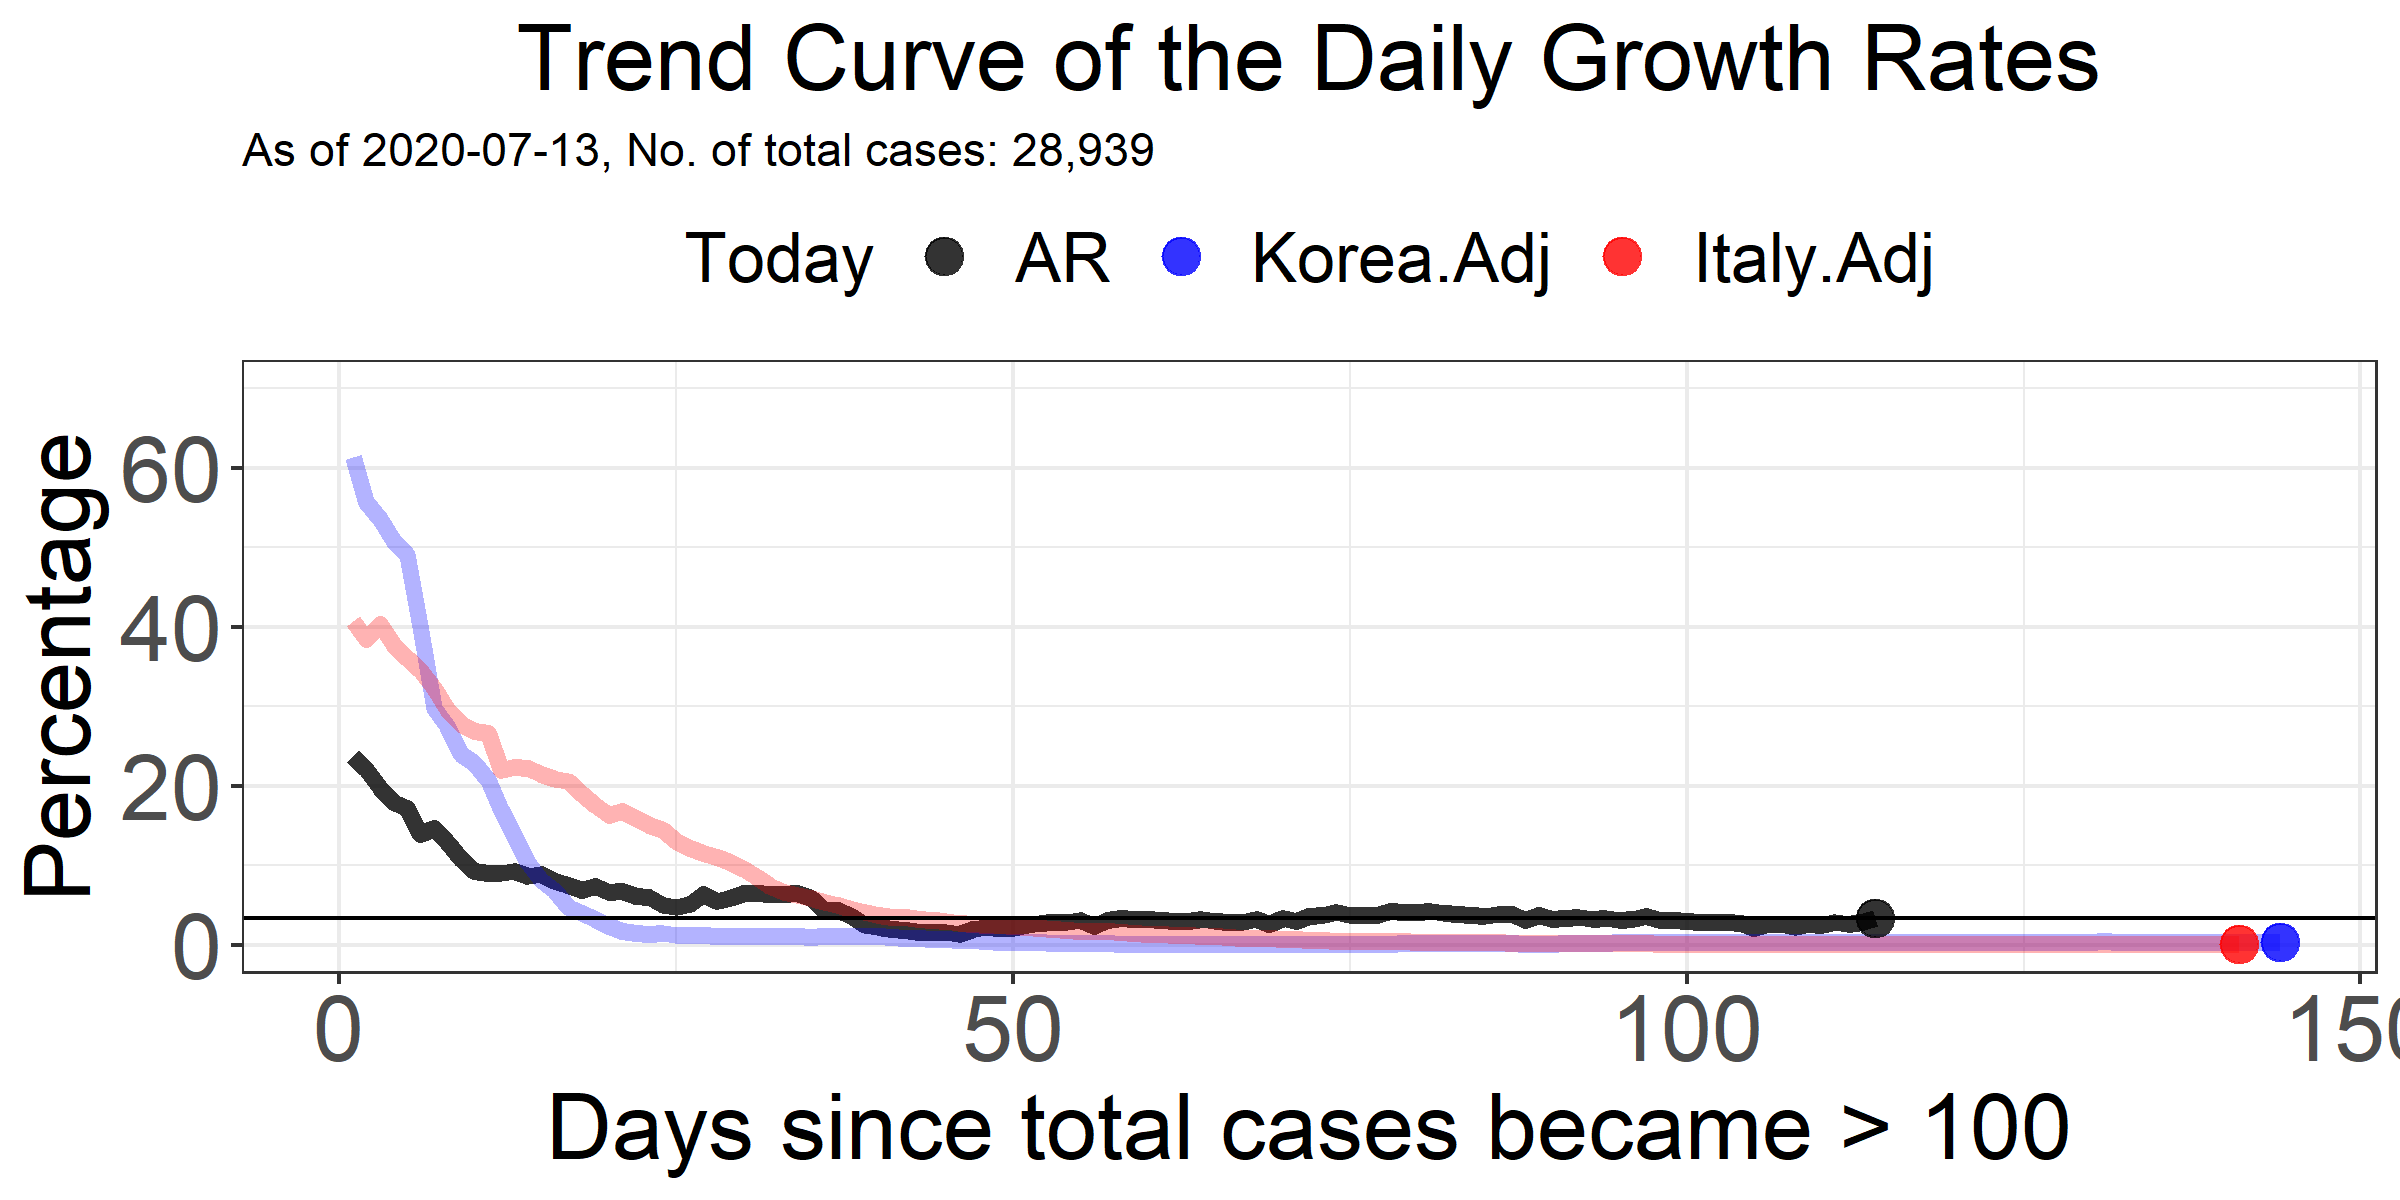 Trend Curve of the Daily Growth Rates
As of 2020-07-13, No. of total cases: 28,939
Today AR Korea.Adj Italy.Adj
Percentage
60
40
20
0
0 50 100 150
Days since total cases became > 100